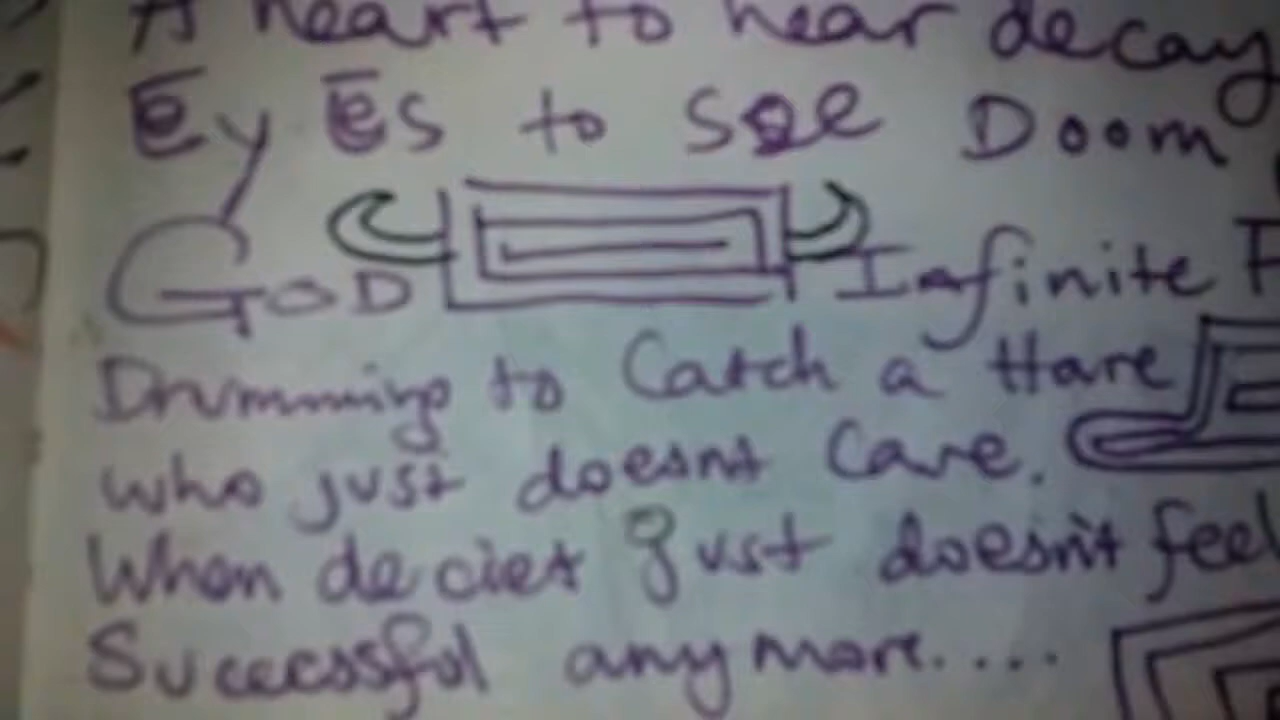 A heart to hear decay
EyEs to see Doom
GoD Infinite
Drumming to Catch a Hare
who just doesnt Care.
When deciet just doesn't feel
Successful anymore....